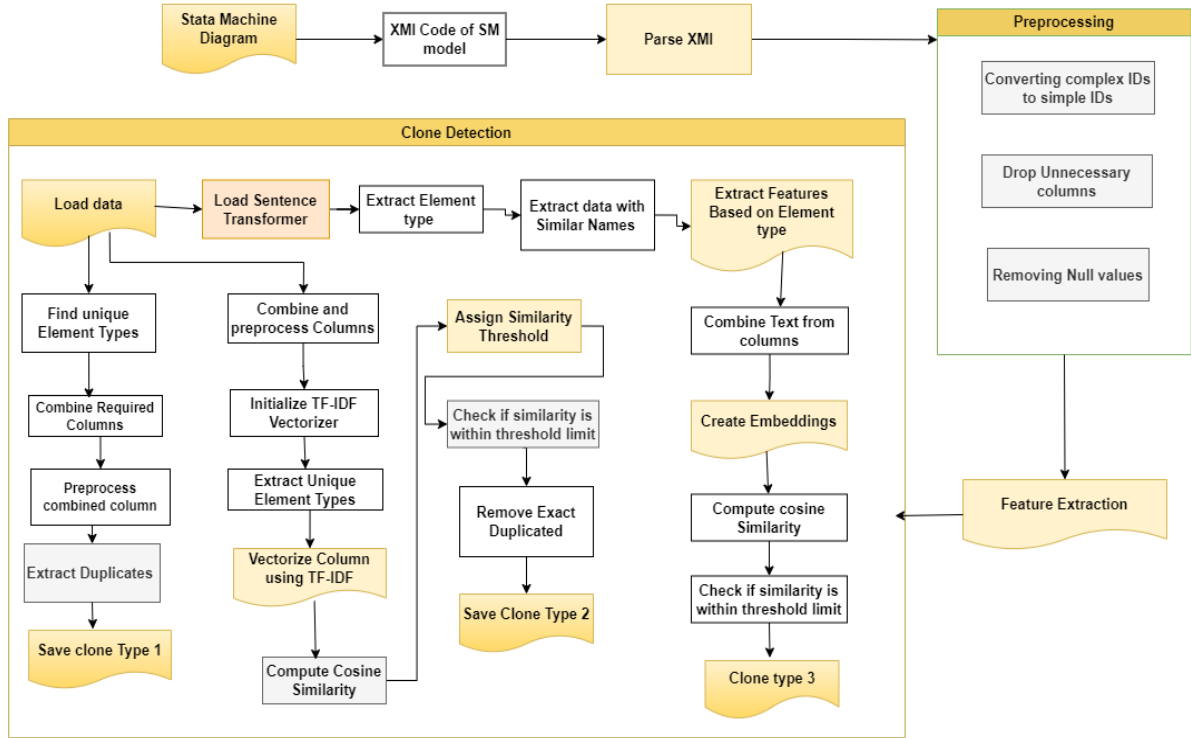 Stata Machine
Diagram
XMI Code of SM
model
Parse XMI
Preprocessing
Converting complex IDs
to simple IDs
Drop Unnecessary
columns
Removing Null values
Feature Extraction
Clone Detection
Load data
Load Sentence
Transformer
Extract Element
type
Extract data with
Similar Names
Extract Features
Based on Element
type
Find unique
Element Types
Combine Required
Columns
Preprocess
combined column
Extract Duplicates
Save clone Type 1
Combine and
preprocess Columns
Initialize TF-IDF
Vectorizer
Extract Unique
Element Types
Vectorize Column
using TF-IDF
Compute Cosine
Similarity
Assign Similarity
Threshold
Check if similarity is
within threshold limit
Remove Exact
Duplicated
Save Clone Type 2
Combine Text from
columns
Create Embeddings
Compute cosine
Similarity
Check if similarity is
within threshold limit
Clone type 3